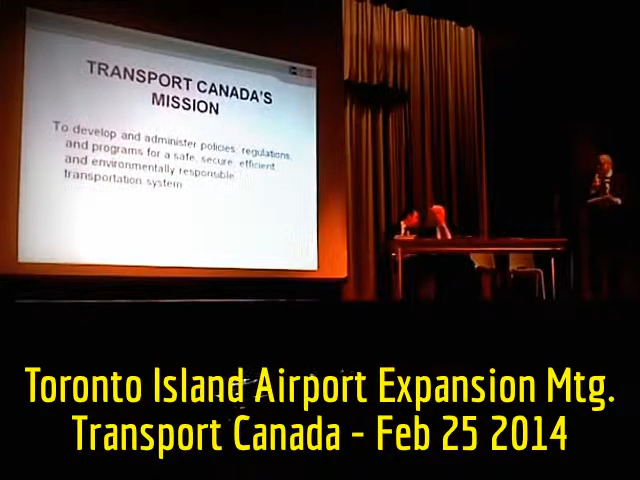 TRANSPORT CANADA'S
MISSION
To develop and administer policies, regulations,
and programs for a safe, secure, efficient
and environmentally responsible
transportation system
Toronto Island Airport Expansion Mtg.
Transport Canada - Feb 25 2014